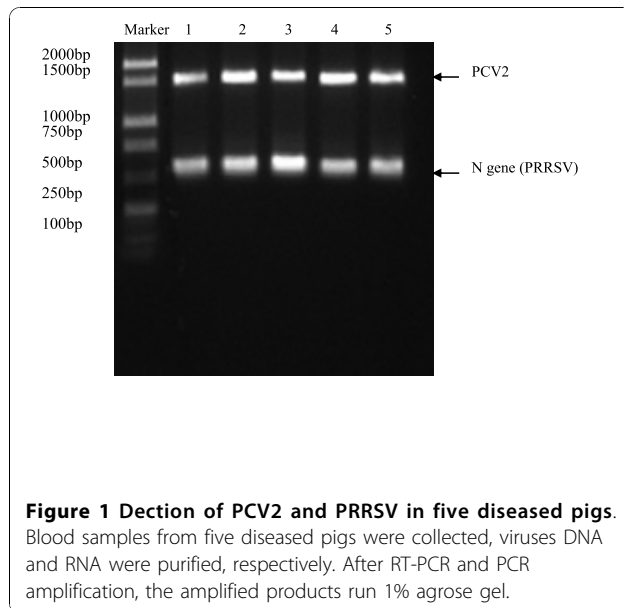 Marker 1 2 3 4 5
2000bp
1500bp
PCV2
1000bp
750bp
500bp
N gene (PRRSV)
250bp
100bp
Figure 1 Dection of PCV2 and PRRSV in five diseased pigs.
Blood samples from five diseased pigs were collected, viruses DNA
and RNA were purified, respectively. After RT-PCR and PCR
amplification, the amplified products run 1% agrose gel.